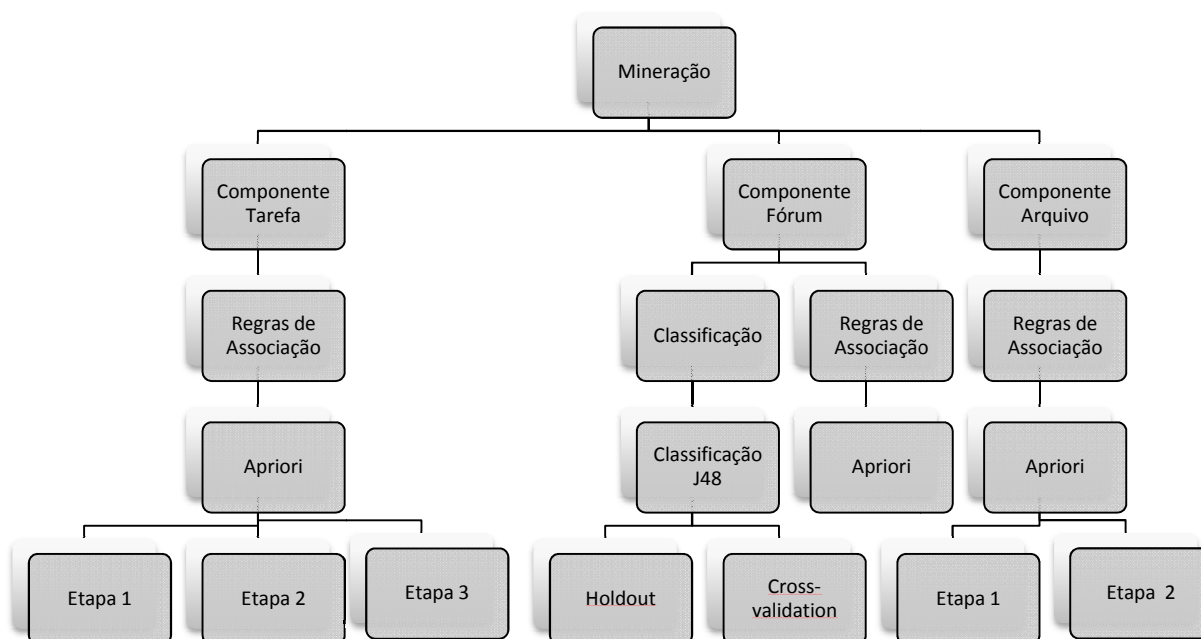 Mineração
Componente
Tarefa
Componente
Fórum
Componente
Arquivo
Regras de
Associação
Classificação
Regras de
Associação
Regras de
Associação
Apriori
Classificação
J48
Apriori
Apriori
Etapa 1
Etapa 2
Etapa 3
Holdout
Cross-
validation
Etapa 1
Etapa 2